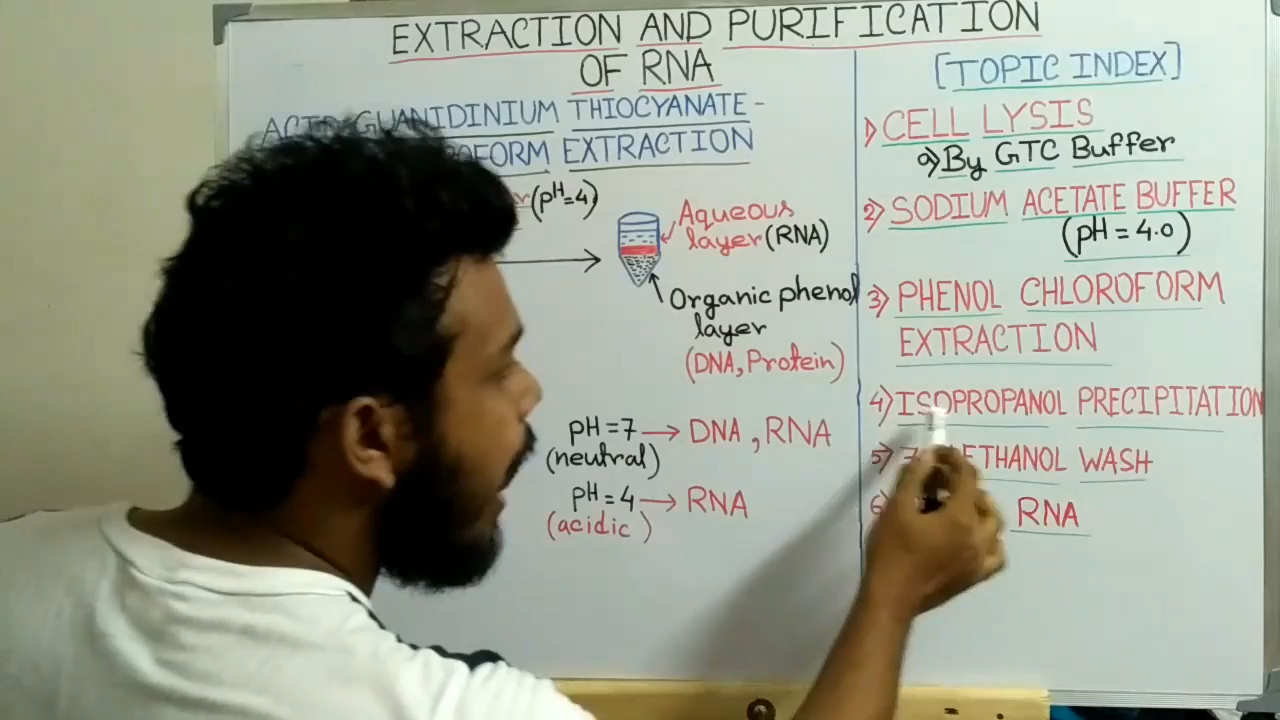 EXTRACTION AND PURIFICATION
OF RNA
GUANIDINIUM THIOCYANATE-
EXTRACTION
(pH=4)
Aqueous
layer (RNA)
Organic phenol
layer
(DNA, Protein)
pH=7 → DNA, RNA
(neutral)
pH=4 → RNA
(acidic)
[TOPIC INDEX]
1) CELL LYSIS
a) By GTC Buffer
2) SODIUM ACETATE BUFFER
(pH = 4.0)
3) PHENOL CHLOROFORM
EXTRACTION
4) ISOPROPANOL PRECIPITATION
5) ETHANOL WASH
RNA